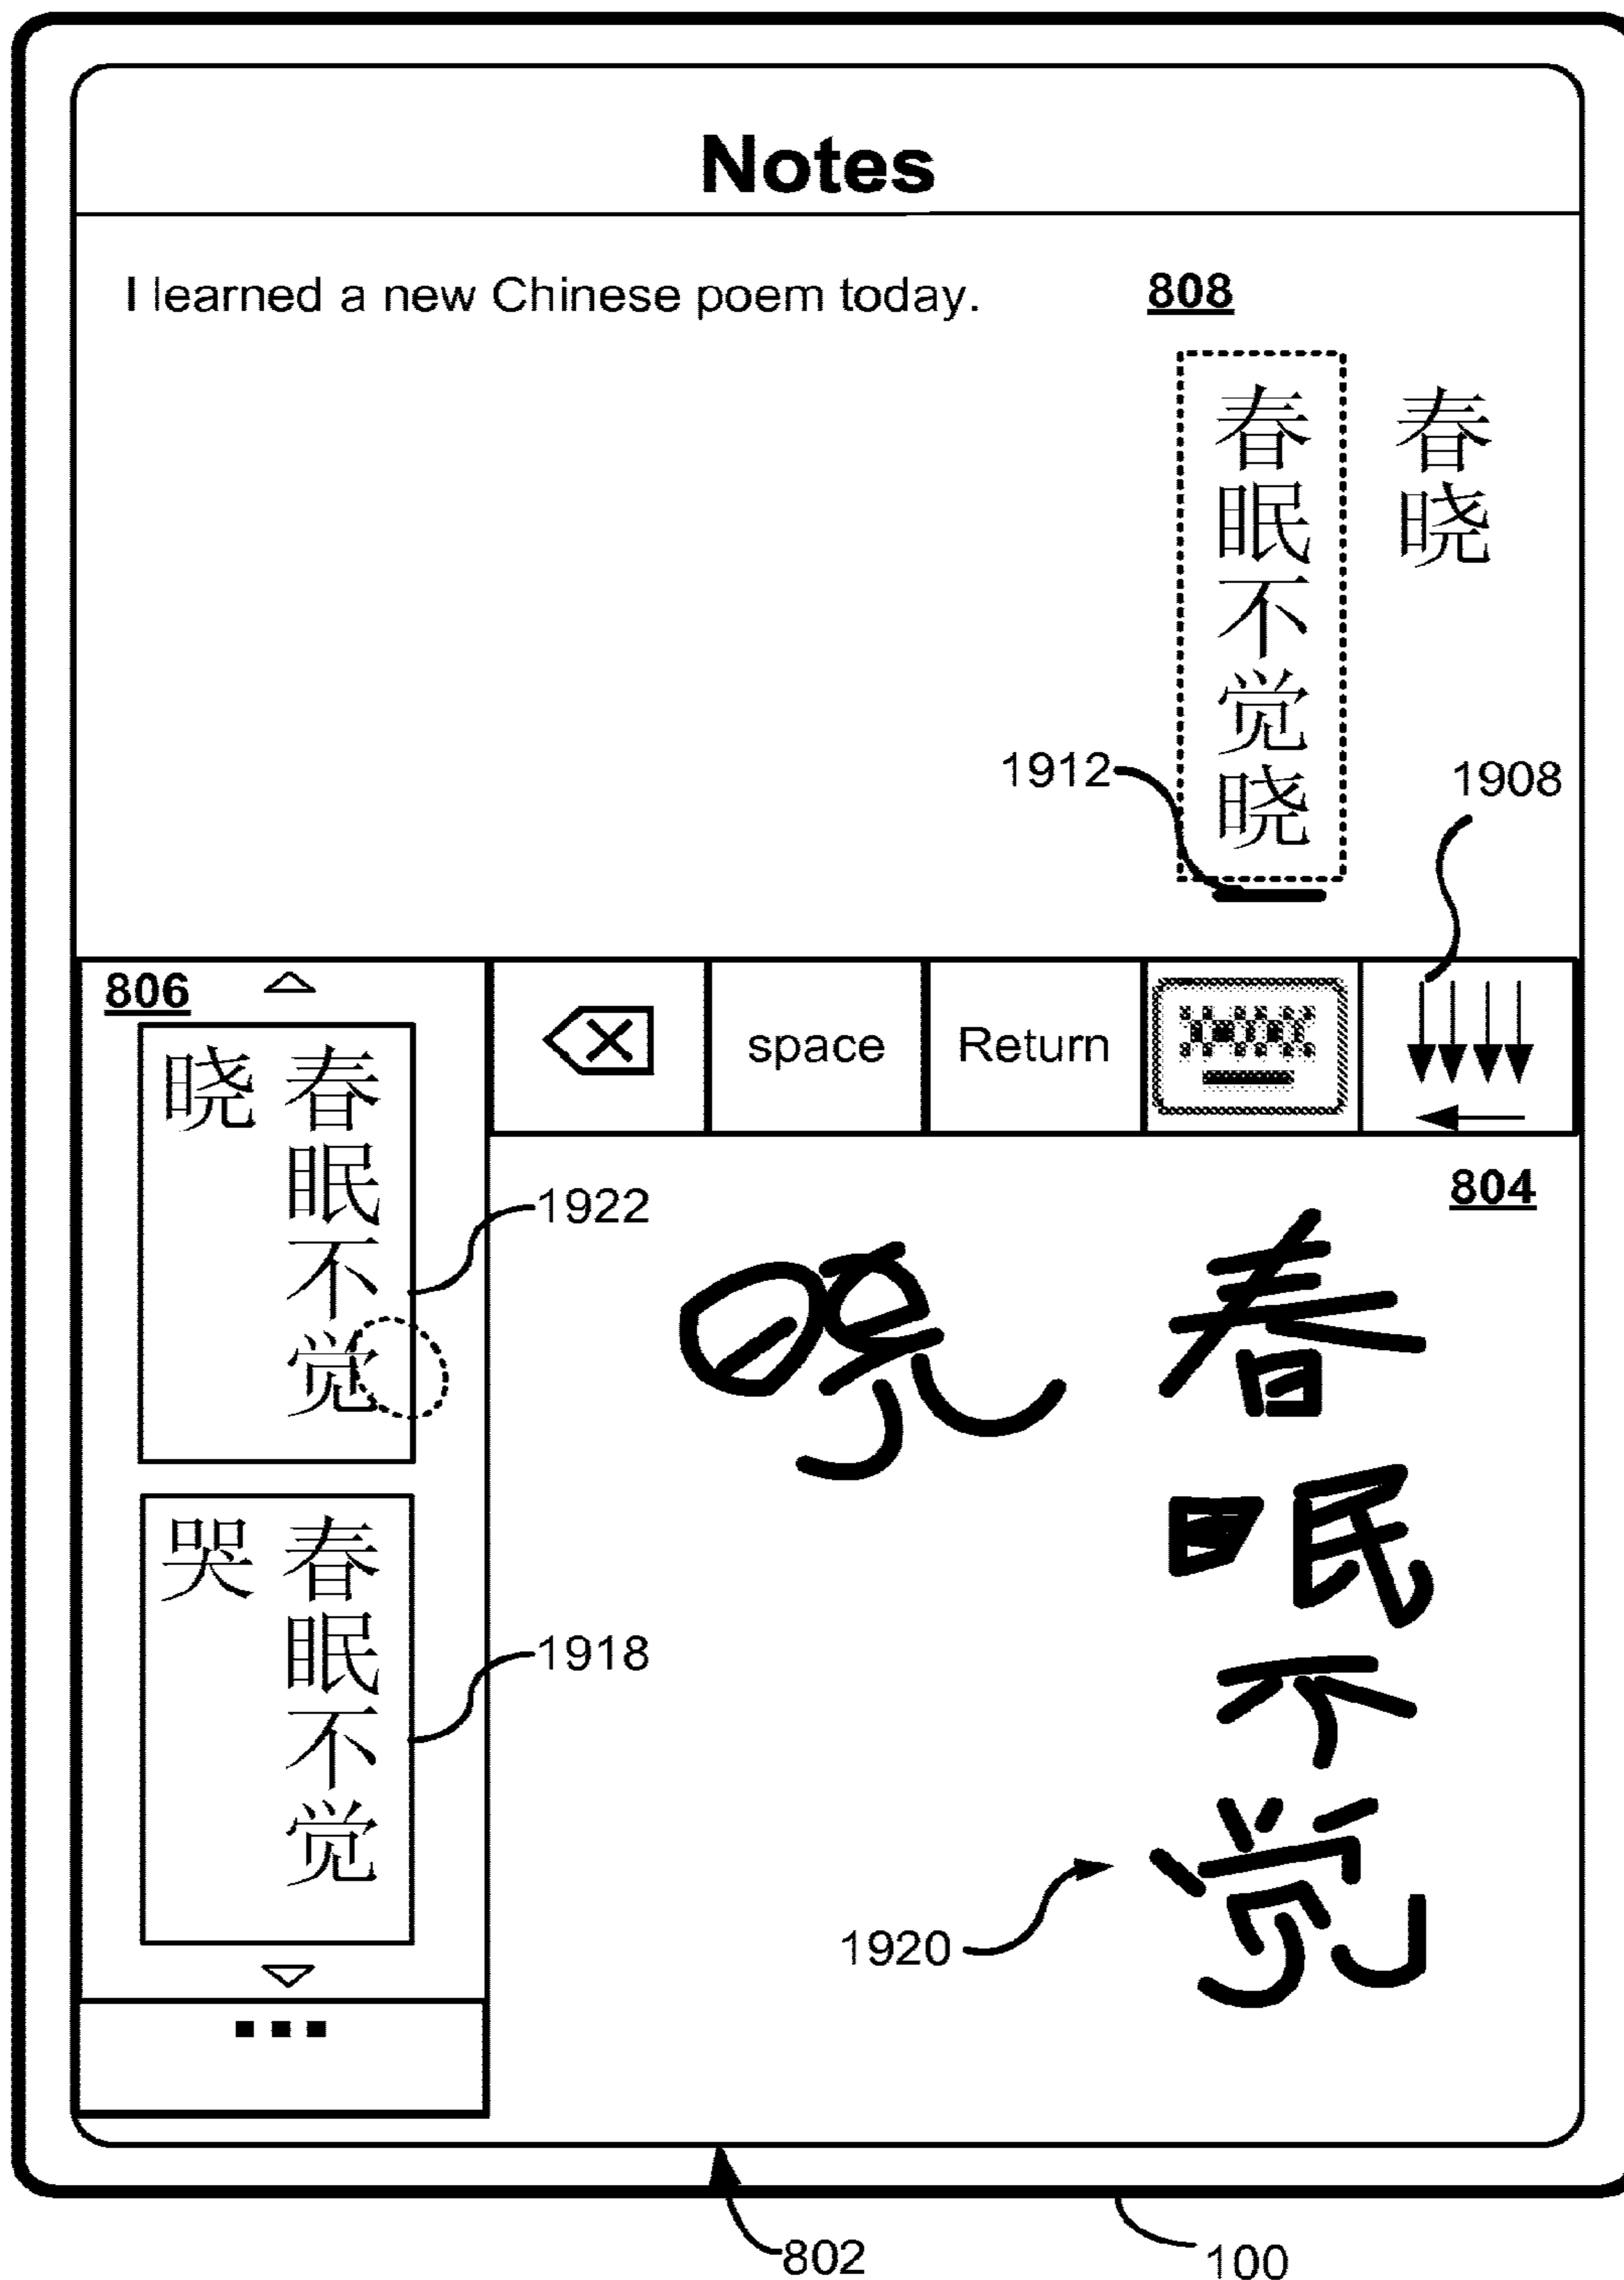 Notes
I learned a new Chinese poem today.
808
春晓
春眠不觉晓
1912
1908
806
space
Return
804
春眠不觉
晓
1922
春眠不觉
哭
1918
春眠不觉
晓
1920
802
100